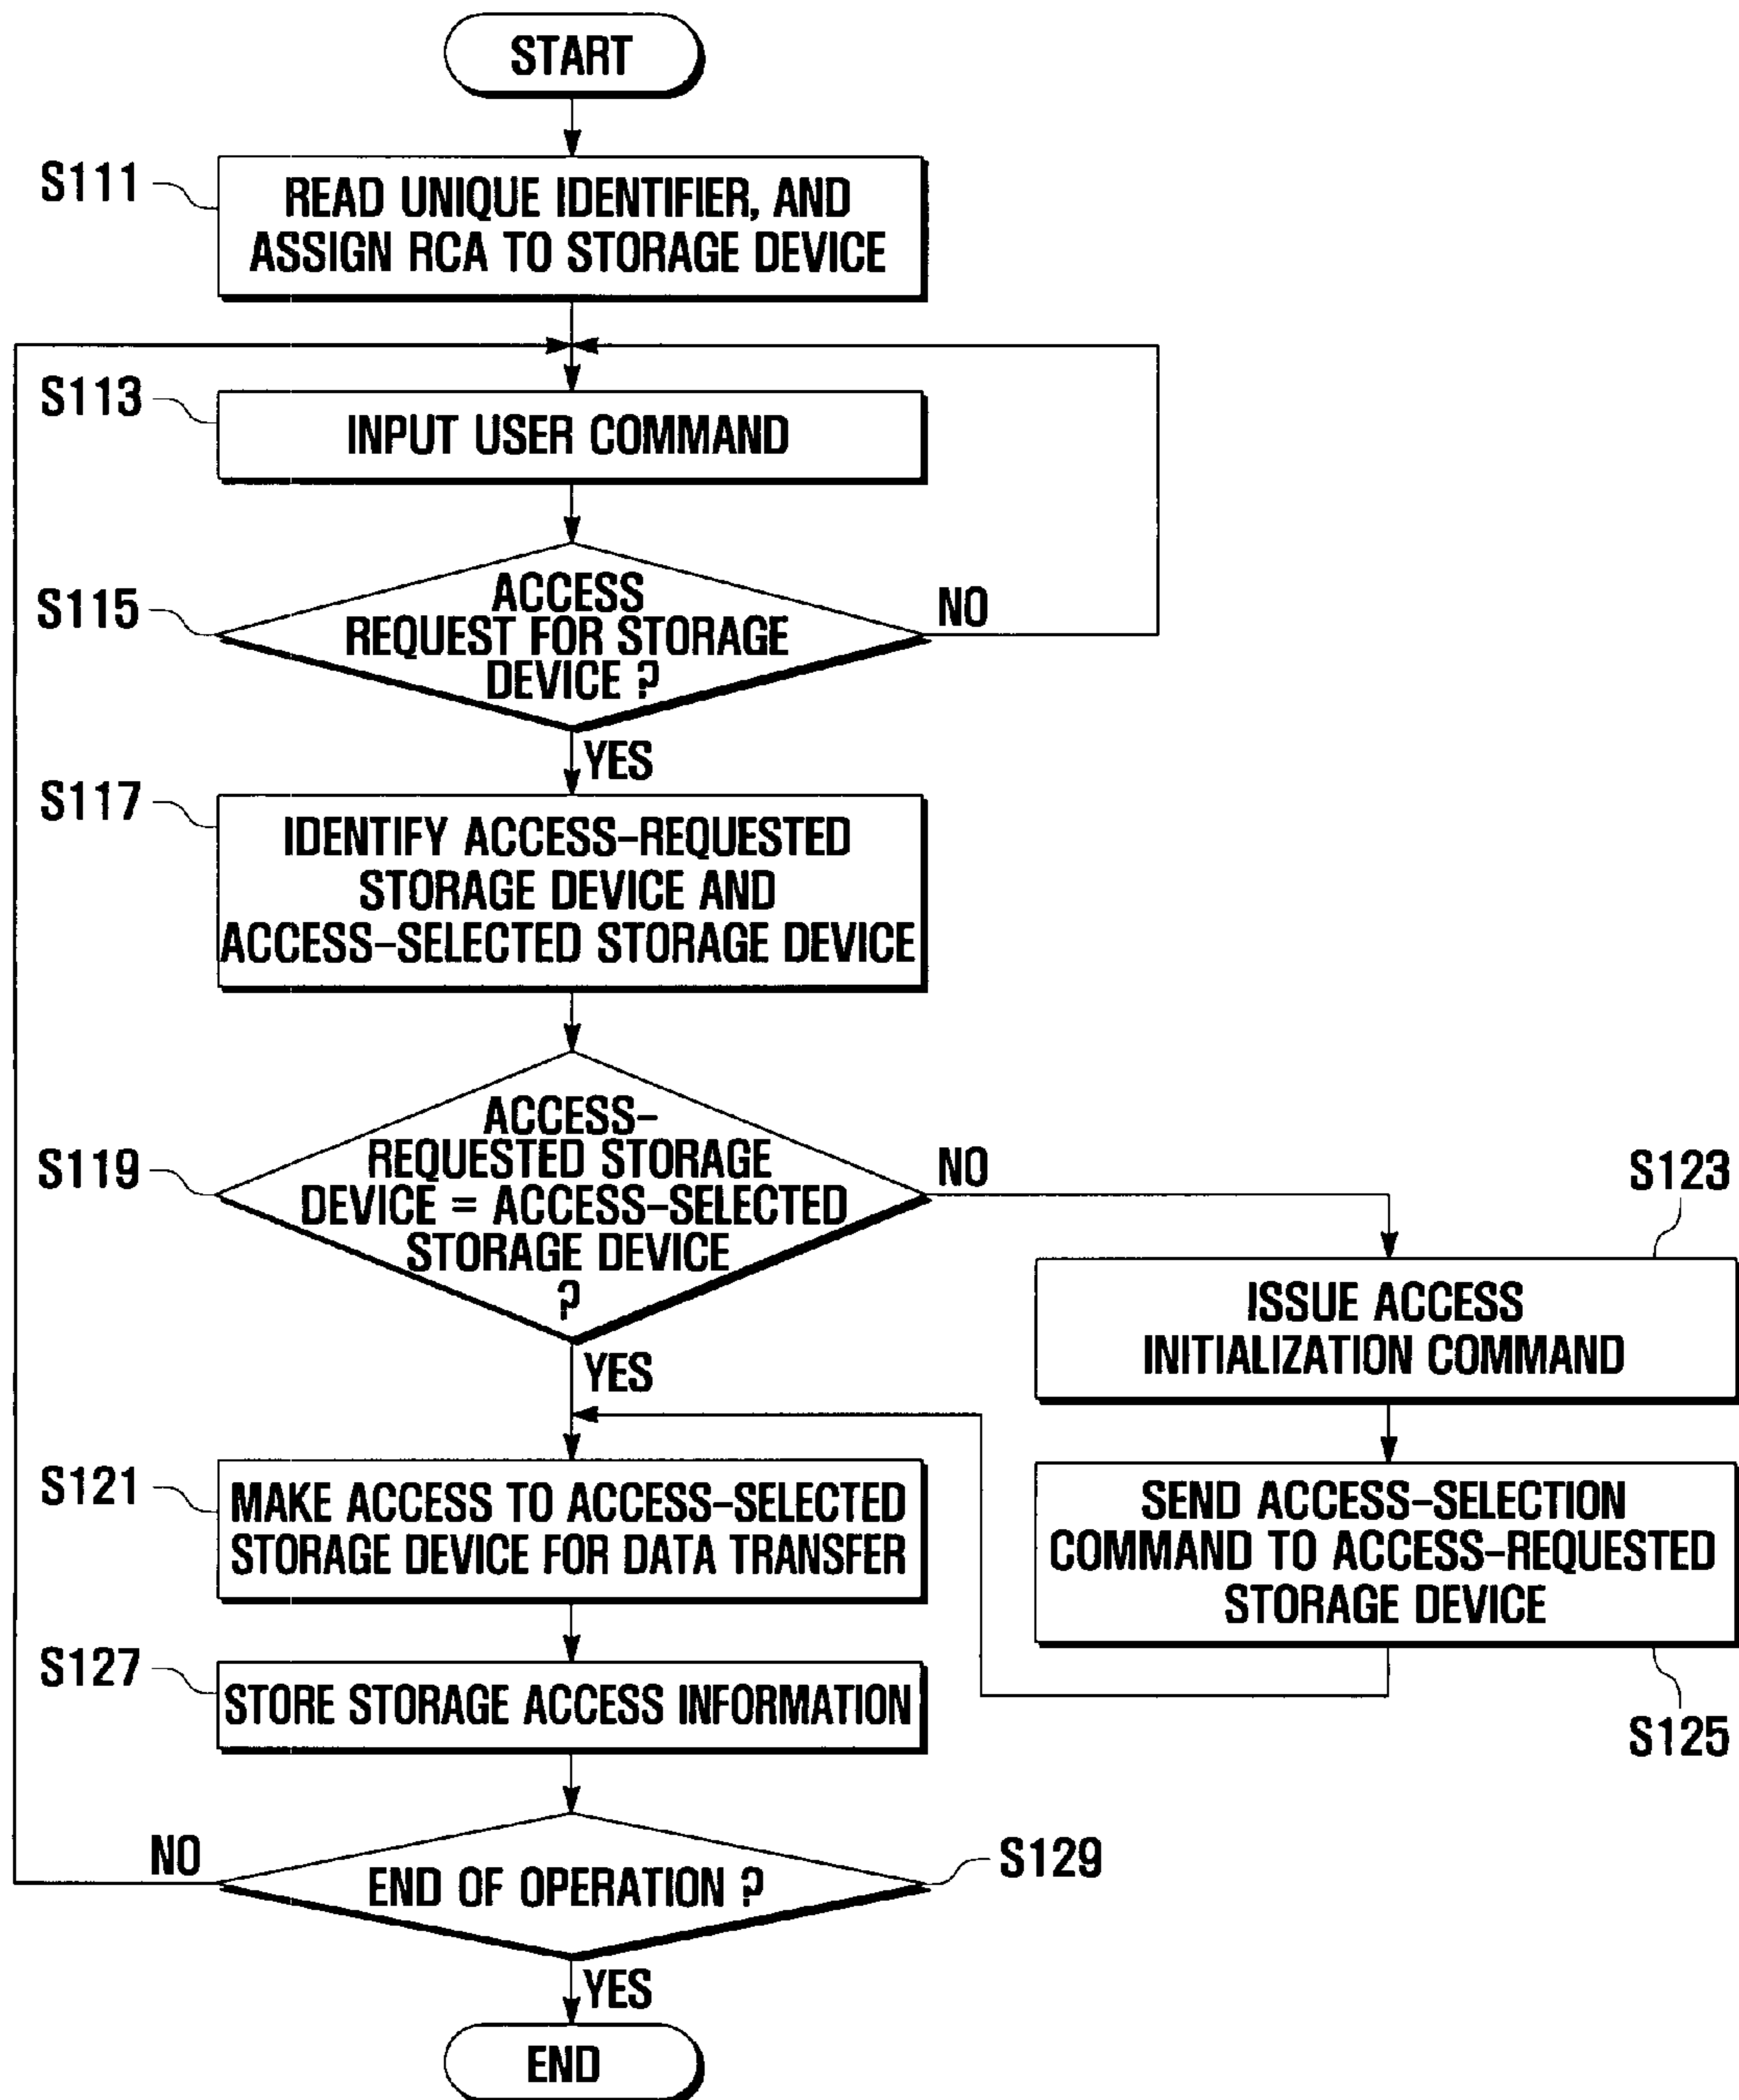 START
S111
READ UNIQUE IDENTIFIER, AND
ASSIGN RCA TO STORAGE DEVICE
S113
INPUT USER COMMAND
S115
ACCESS
REQUEST FOR STORAGE
DEVICE ?
NO
YES
S117
IDENTIFY ACCESS-REQUESTED
STORAGE DEVICE AND
ACCESS-SELECTED STORAGE DEVICE
S119
ACCESS-
REQUESTED STORAGE
DEVICE = ACCESS-SELECTED
STORAGE DEVICE
?
NO
YES
S123
ISSUE ACCESS
INITIALIZATION COMMAND
S121
MAKE ACCESS TO ACCESS-SELECTED
STORAGE DEVICE FOR DATA TRANSFER
SEND ACCESS-SELECTION
COMMAND TO ACCESS-REQUESTED
STORAGE DEVICE
S125
S127
STORE STORAGE ACCESS INFORMATION
NO
END OF OPERATION ?
S129
YES
END